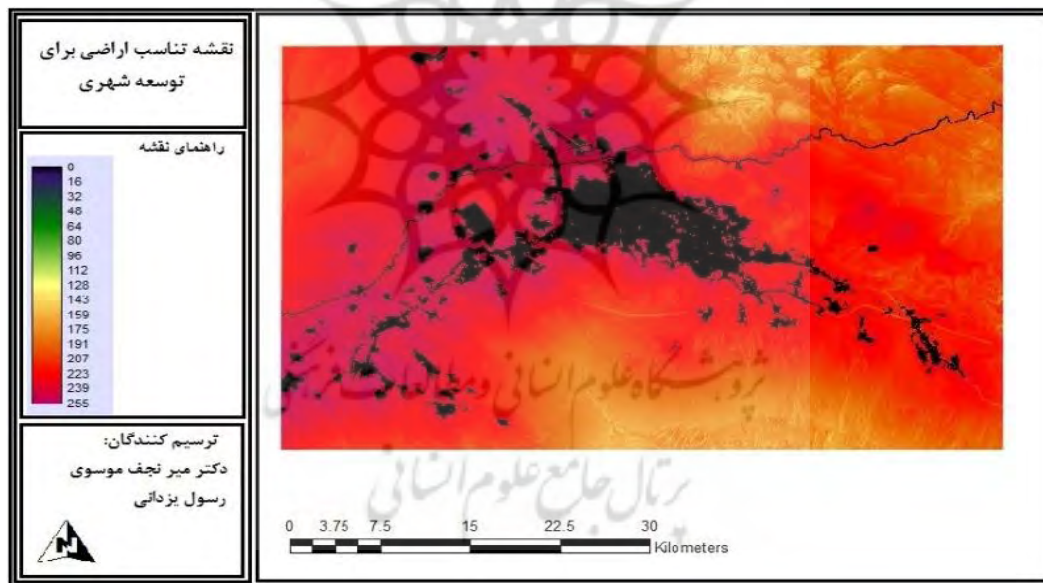 نقشه تناسب اراضی برای
توسعه شهری
راهنمای نقشه
0
16
32
48
64
80
96
112
128
143
159
175
191
207
223
239
255
ترسیم کنندگان:
دکتر میر نجف موسوی
رسول یزدانی
N
پژوهشگاه علوم انسانی و مطالعات فرهنگی
پرتال جامع علوم انسانی
0 3.75 7.5 15 22.5 30
Kilometers